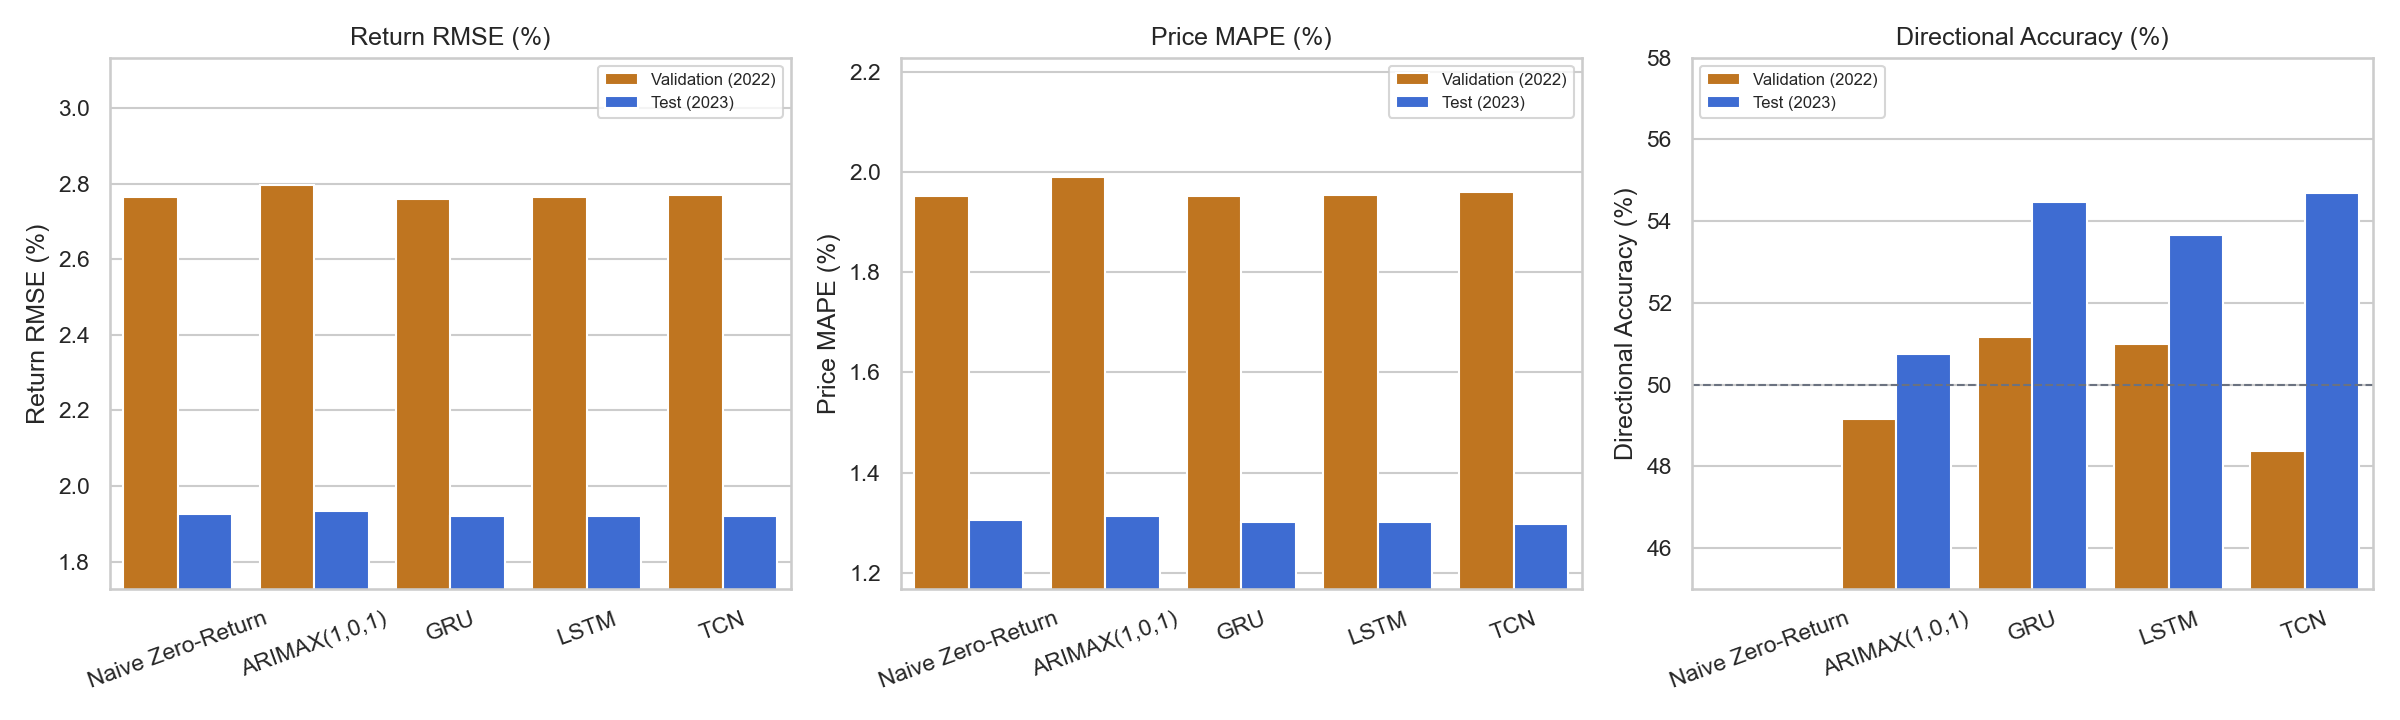 Return RMSE (%)
Validation (2022)
Test (2023)
Return RMSE (%)
3.0
2.8
2.6
2.4
2.2
2.0
1.8
Naive Zero-Return
ARIMAX(1,0,1)
GRU
LSTM
TCN
Price MAPE (%)
Validation (2022)
Test (2023)
Price MAPE (%)
2.2
2.0
1.8
1.6
1.4
1.2
Naive Zero-Return
ARIMAX(1,0,1)
GRU
LSTM
TCN
Directional Accuracy (%)
Validation (2022)
Test (2023)
Directional Accuracy (%)
58
56
54
52
50
48
46
Naive Zero-Return
ARIMAX(1,0,1)
GRU
LSTM
TCN